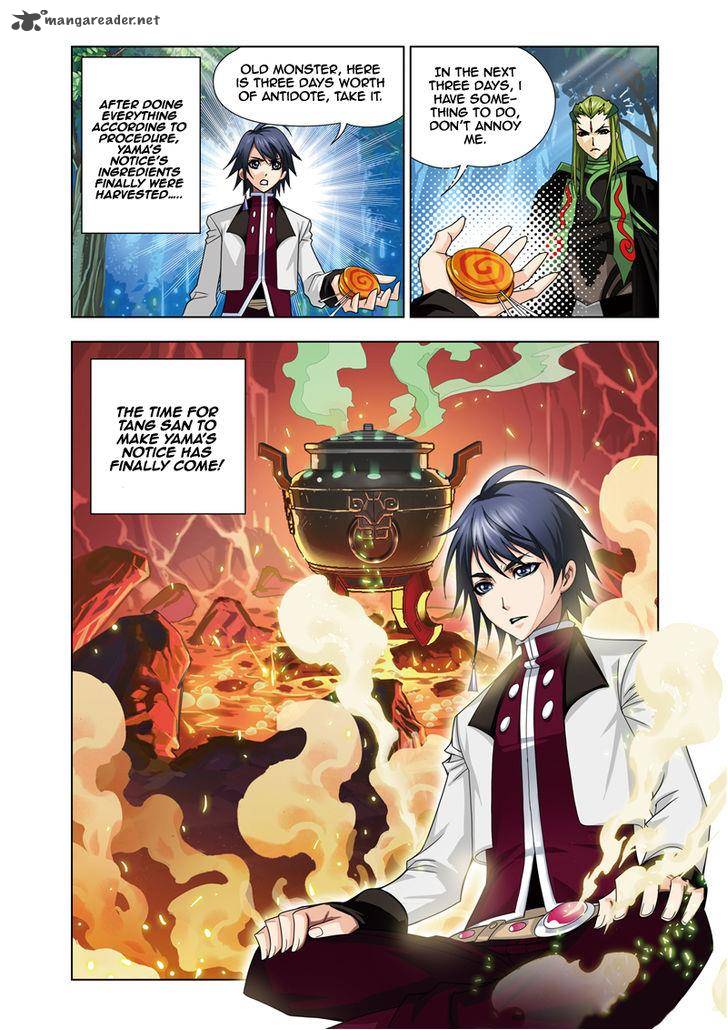 mangareader.net
AFTER DOING
EVERYTHING
ACCORDING TO
PROCEDURE,
YAMA'S
NOTICE'S
INGREDIENTS
FINALLY WERE
HARVESTED.....
OLD MONSTER, HERE
IS THREE DAYS WORTH
OF ANTIDOTE, TAKE IT.
IN THE NEXT
THREE DAYS, I
HAVE SOME-
THING TO DO,
DON'T ANNOY
ME.
THE TIME FOR
TANG SAN TO
MAKE YAMA'S
NOTICE HAS
FINALLY COME!